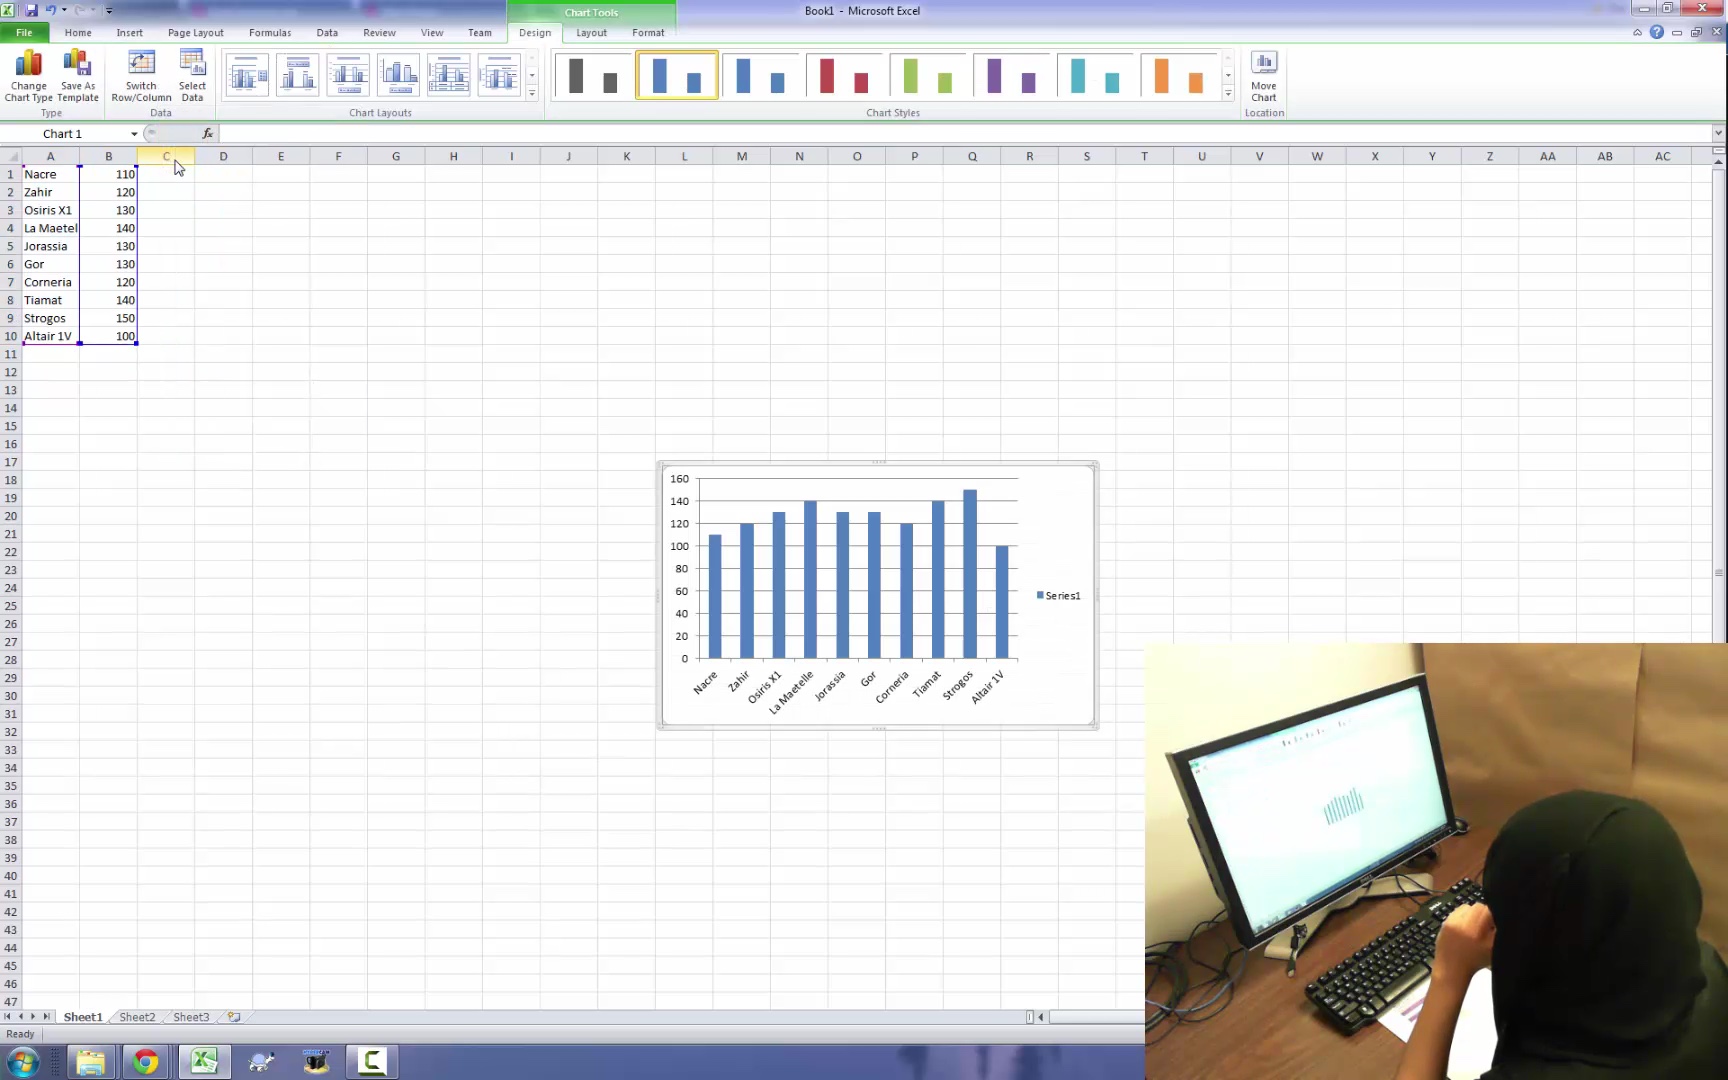 Chart Tools
Book1 - Microsoft Excel
File Home Insert Page Layout Formulas Data Review View Team Design Layout Format
Change Chart Type
Save As Template
Switch Row/Column
Select Data
Move Chart
Type Data Chart Layouts Chart Styles Location
Chart 1 fx
A B C D E F G H I J K L M N O P Q R S T U V W X Y Z AA AB AC
1 Nacre 110
2 Zahir 120
3 Osiris X1 130
4 La Maetel 140
5 Jorassia 130
6 Gor 130
7 Corneria 120
8 Tiamat 140
9 Strogos 150
10 Altair 1V 100
11
12
13
14
15
16
17
18
19
20
21
22
23
24
25
26
27
28
29
30
31
32
33
34
35
36
37
38
39
40
41
42
43
44
45
46
47
160
140
120
100
80
60
40
20
0
Series1
Nacre Zahir Osiris X1 La Maetelle Jorassia Gor Corneria Tiamat Strogos Altair 1V
Sheet1 Sheet2 Sheet3
Ready